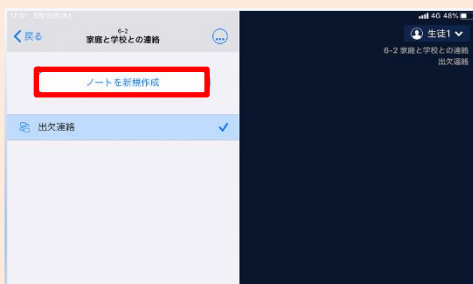 4G 48%
戻る
6-2
家庭と学校との連絡
生徒1
6-2 家庭と学校との連絡
出欠連絡
ノートを新規作成
出欠連絡